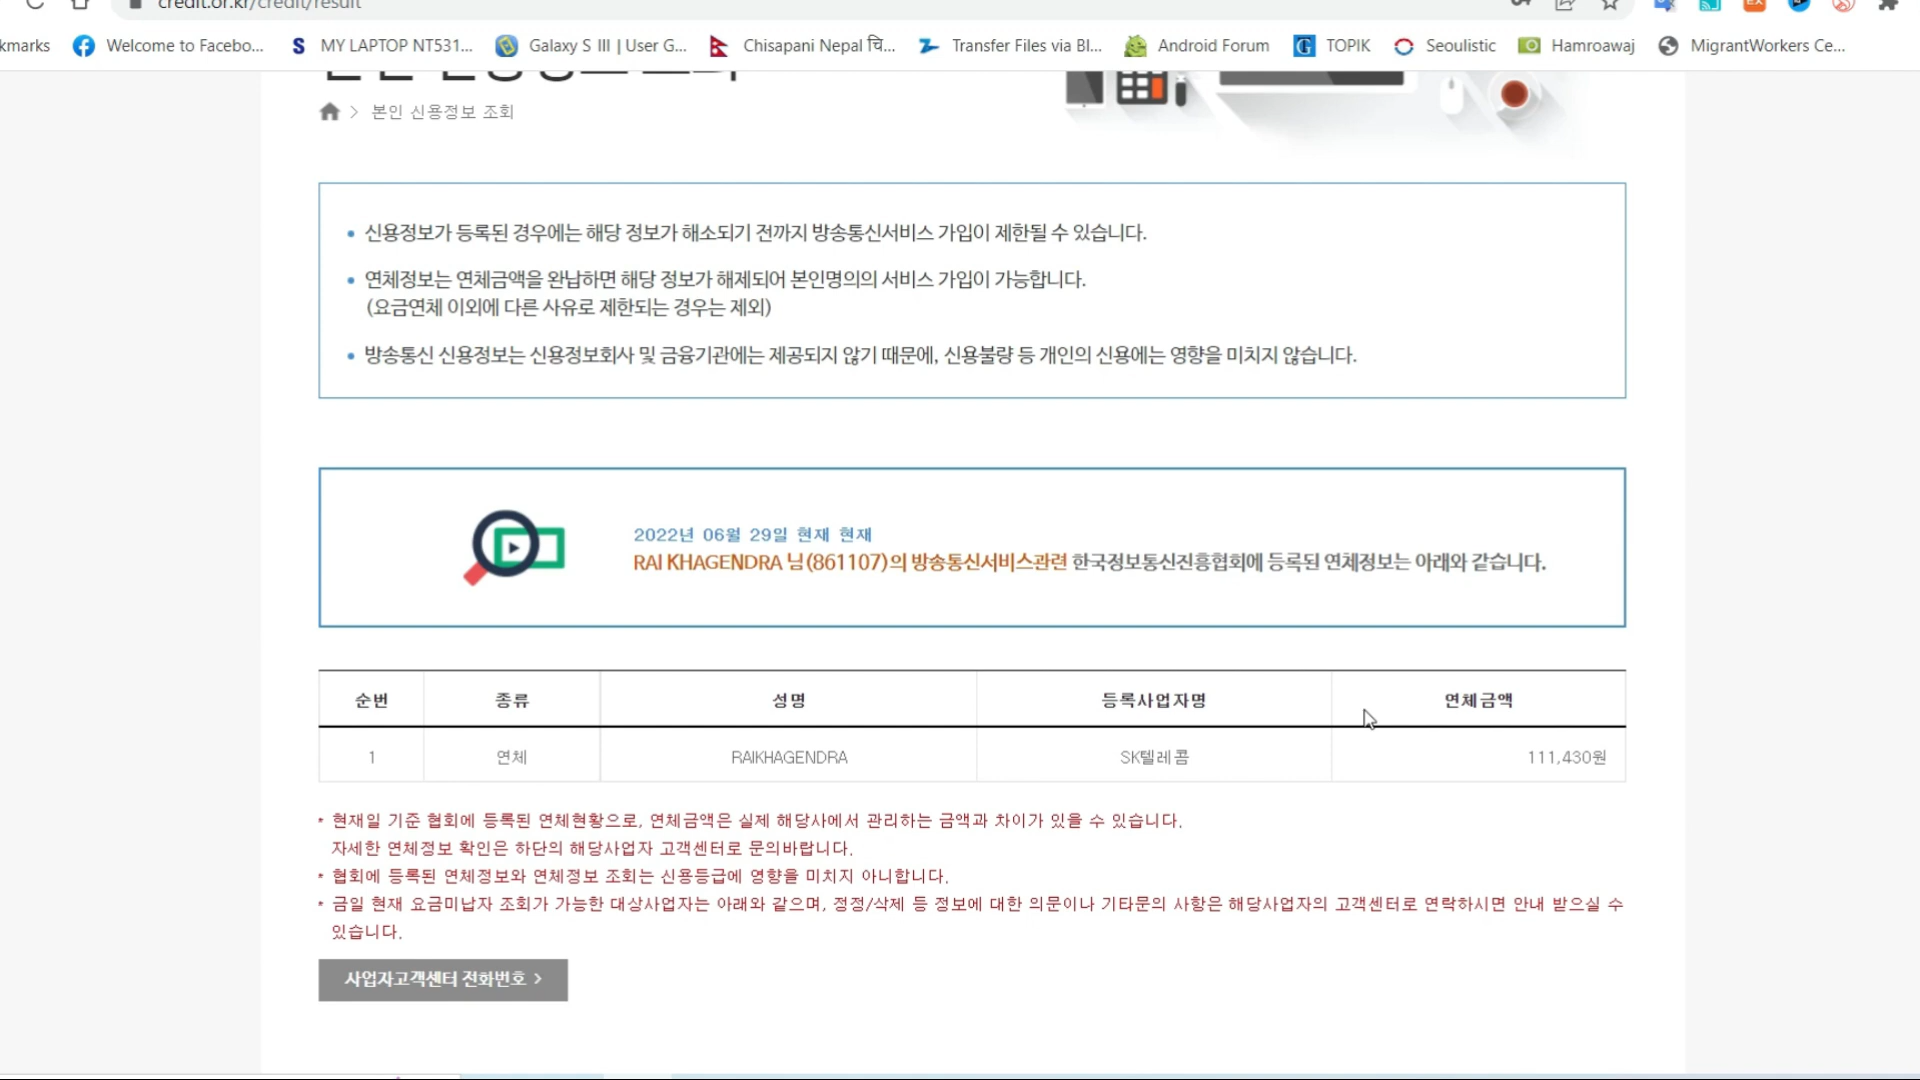 credit.or.kr/credit/result
kmarks Welcome to Facebo... MY LAPTOP NT531... Galaxy S III | User G... Chisapani Nepal चि... Transfer Files via Bl... Android Forum TOPIK Seoulistic Hamroawaj MigrantWorkers Ce...
> 본인 신용정보 조회
• 신용정보가 등록된 경우에는 해당 정보가 해소되기 전까지 방송통신서비스 가입이 제한될 수 있습니다.
• 연체정보는 연체금액을 완납하면 해당 정보가 해제되어 본인명의의 서비스 가입이 가능합니다.
(요금연체 이외에 다른 사유로 제한되는 경우는 제외)
• 방송통신 신용정보는 신용정보회사 및 금융기관에는 제공되지 않기 때문에, 신용불량 등 개인의 신용에는 영향을 미치지 않습니다.
2022년 06월 29일 현재 현재
RAI KHAGENDRA 님(861107)의 방송통신서비스관련 한국정보통신진흥협회에 등록된 연체정보는 아래와 같습니다.
순번 종류 성명 등록사업자명 연체금액
1 연체 RAIKHAGENDRA SK텔레콤 111,430원
* 현재일 기준 협회에 등록된 연체현황으로, 연체금액은 실제 해당사에서 관리하는 금액과 차이가 있을 수 있습니다.
자세한 연체정보 확인은 하단의 해당사업자 고객센터로 문의바랍니다.
* 협회에 등록된 연체정보와 연체정보 조회는 신용등급에 영향을 미치지 아니합니다.
* 금일 현재 요금미납자 조회가 가능한 대상사업자는 아래와 같으며, 정정/삭제 등 정보에 대한 의문이나 기타문의 사항은 해당사업자의 고객센터로 연락하시면 안내 받으실 수
있습니다.
사업자고객센터 전화번호 >